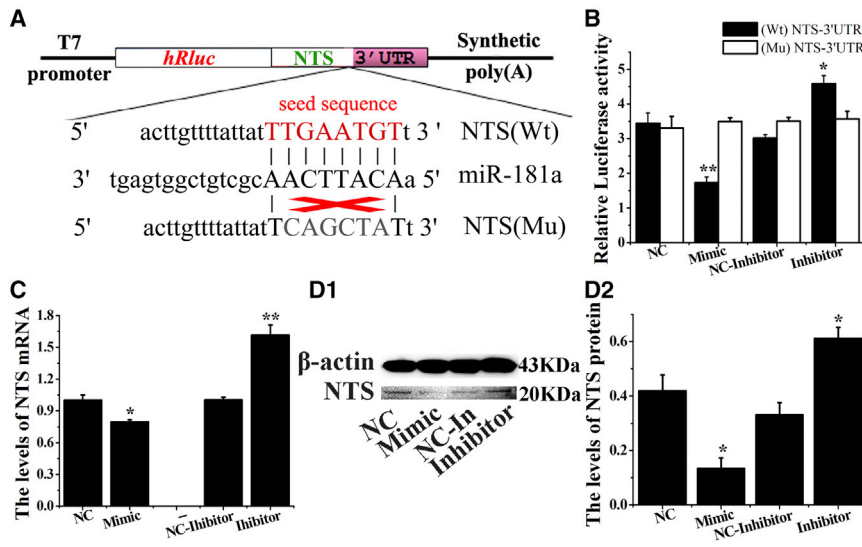 A
T7
promoter
hRluc
NTS
3'UTR
Synthetic
poly(A)
seed sequence
5' acttgttttattatTTGAATGTt 3' NTS(Wt)
3' tgagtggctgtcgcAACTTACAa 5' miR-181a
5' acttgttttattatTCAGCTATt 3' NTS(Mu)
B
(Wt) NTS-3'UTR
(Mu) NTS-3'UTR
Relative Luciferase activity
6
5
4
3
2
1
0
**
*
NC
Mimic
NC-Inhibitor
Inhibitor
C
The levels of NTS mRNA
1.8
1.5
1.2
0.9
0.6
0.3
0.0
*
**
NC
Mimic
--
NC-Ihibitor
Ihibitor
D1
β-actin
43KDa
NTS
20KDa
NC
Mimic
NC-In
Inhibitor
D2
The levels of NTS protein
0.6
0.4
0.2
0.0
*
*
NC
Mimic
NC-Inhibitor
Inhibitor